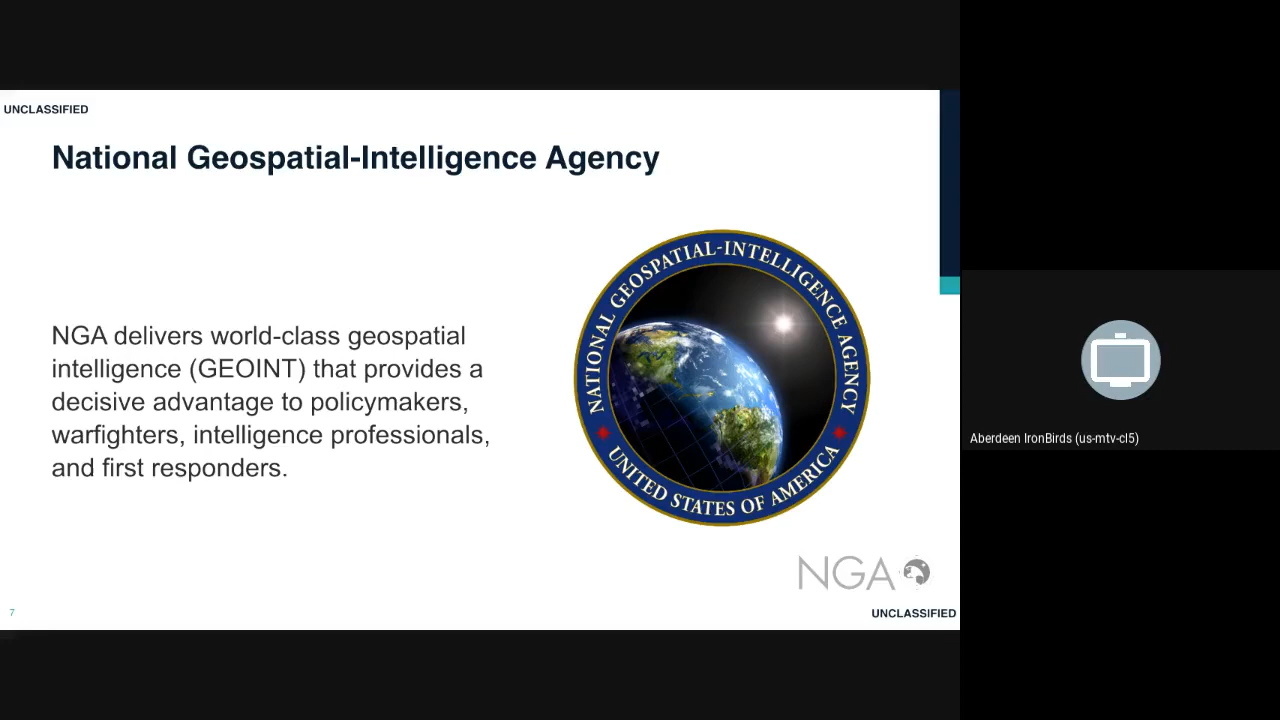 UNCLASSIFIED
National Geospatial-Intelligence Agency
NGA delivers world-class geospatial
intelligence (GEOINT) that provides a
decisive advantage to policymakers,
warfighters, intelligence professionals,
and first responders.
NATIONAL GEOSPATIAL-INTELLIGENCE AGENCY
UNITED STATES OF AMERICA
NGA
7
UNCLASSIFIED
Aberdeen IronBirds (us-mtv-cl5)